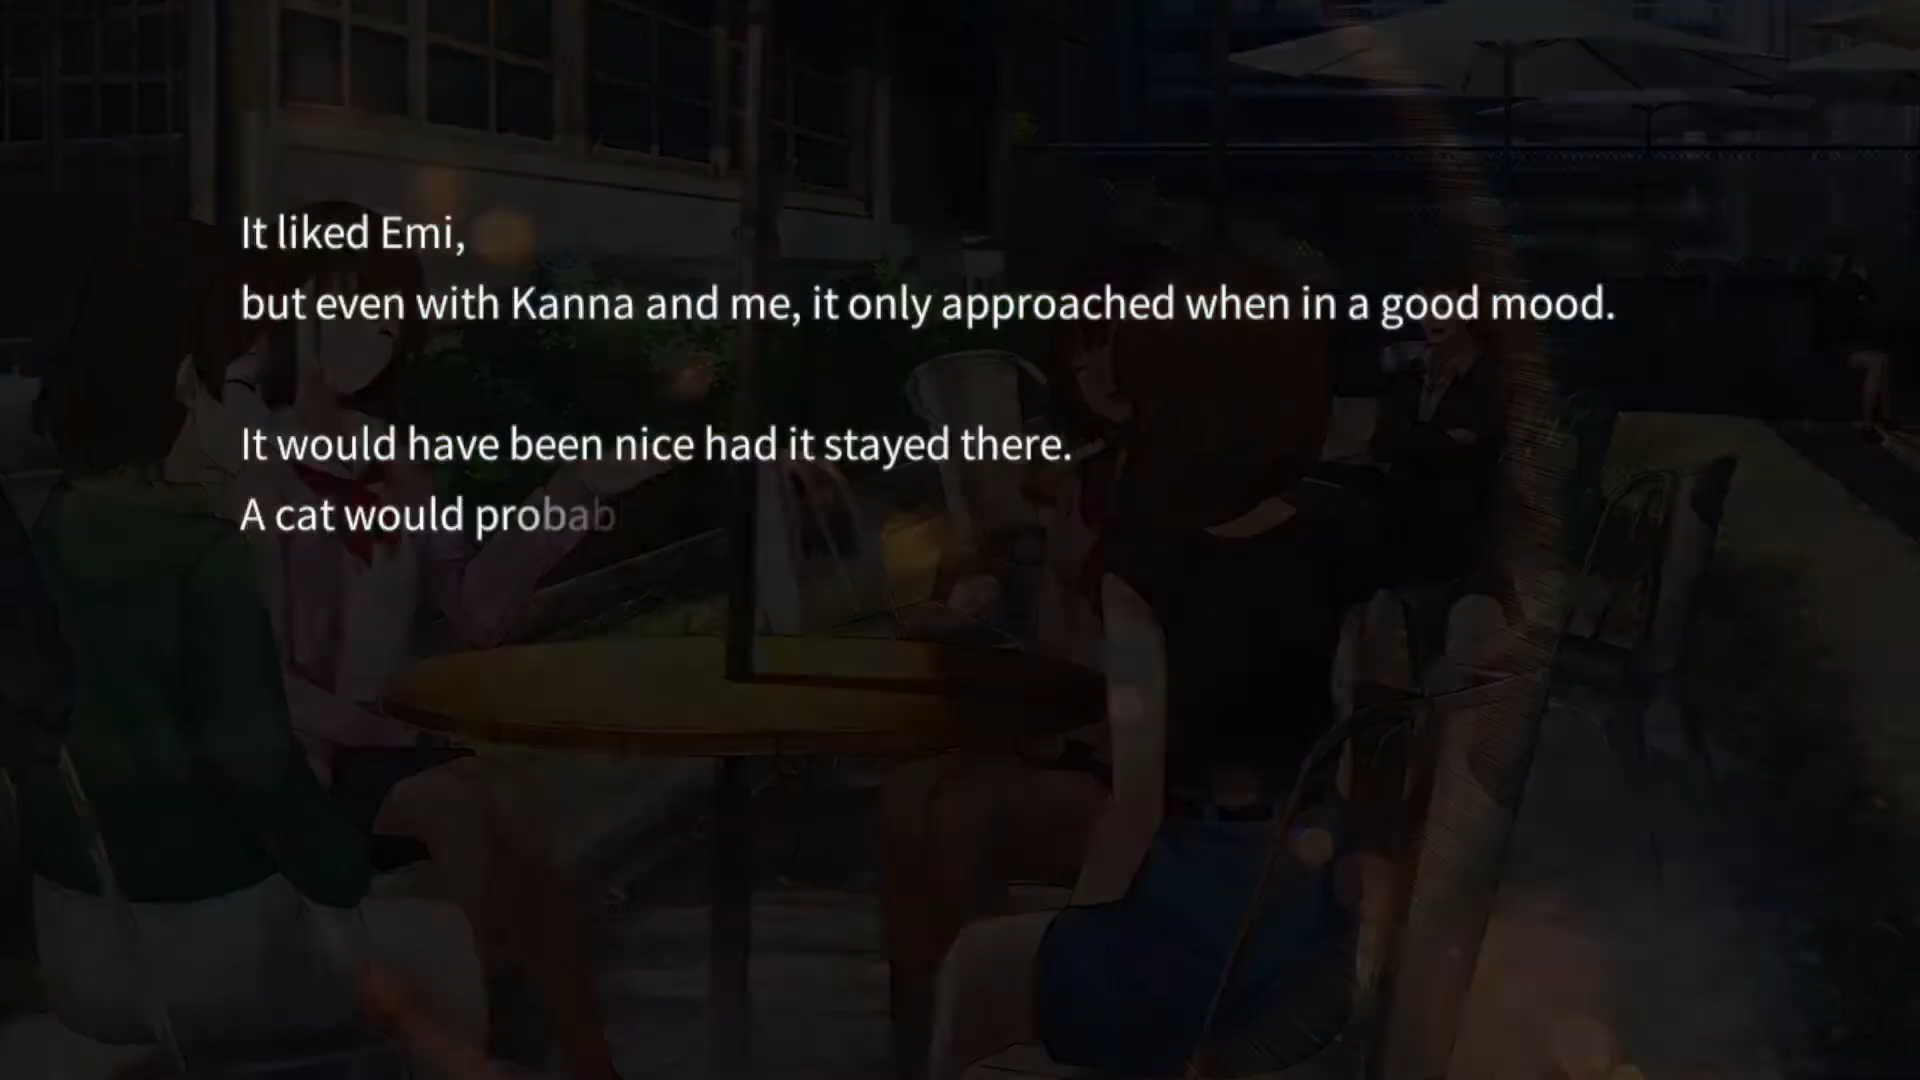 It liked Emi,
but even with Kanna and me, it only approached when in a good mood.
It would have been nice had it stayed there.
A cat would probab